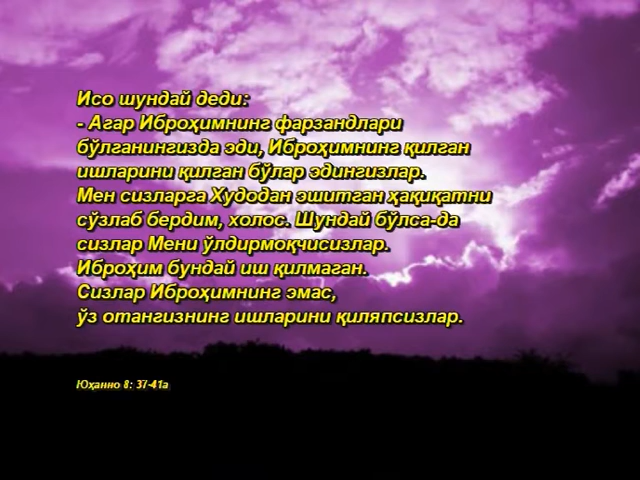 Исо шундай деди:
- Агар Иброҳимнинг фарзандлари
бўлганингизда эди, Иброҳимнинг қилган
ишларини қилган бўлар эдингизлар.
Мен сизларга Худодан эшитган ҳақиқатни
сўзлаб бердим, холос. Шундай бўлса-да
сизлар Мени ўлдирмоқчисизлар.
Иброҳим бундай иш қилмаган.
Сизлар Иброҳимнинг эмас,
ўз отангизнинг ишларини қиляпсизлар.
Юҳанно 8: 37-41а